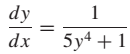 dy/dx = 1/(5y⁴ + 1)